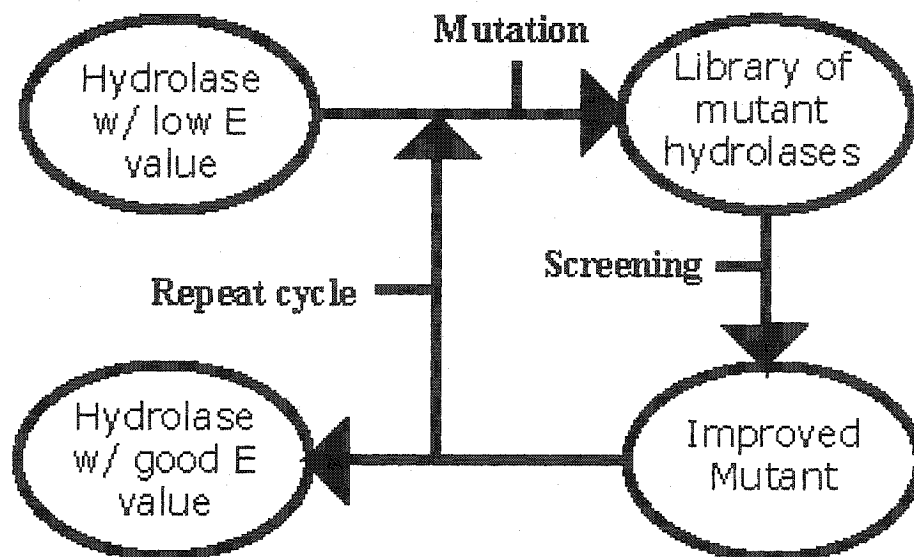 Mutation
Hydrolase
w/ low E
value
Library of
mutant
hydrolases
Screening
Repeat cycle
Hydrolase
w/ good E
value
Improved
Mutant